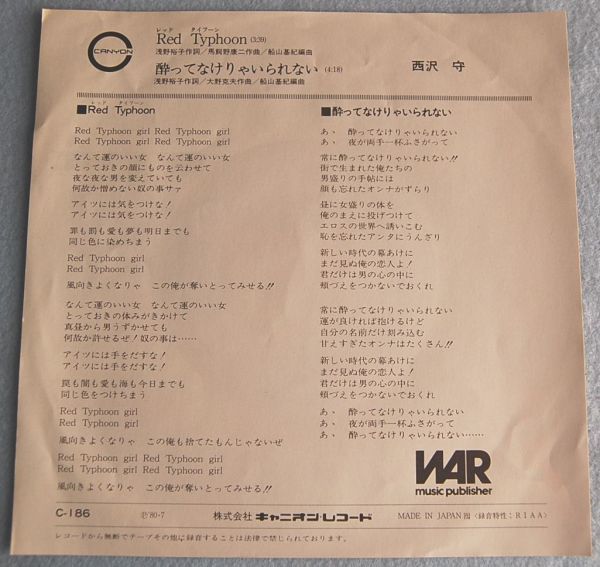 CANYON
レッド タイフーン
Red Typhoon (3:39)
浅野裕子作詞/馬飼野康二作曲/船山基紀編曲
酔ってなけりゃいられない (4:18)
浅野裕子作詞/大野克夫作曲/船山基紀編曲
西沢 守
レッド タイフーン
■Red Typhoon
Red Typhoon girl Red Typhoon girl
Red Typhoon girl Red Typhoon girl
なんて運のいい女 なんて運のいい女
とっておきの顔にものを云わせて
夜な夜な男を変えていても
何故か憎めない奴の事サァ
アイツには気をつけな!
アイツには気をつけな!
罪も罰も愛も夢も明日までも
同じ色に染めちまう
Red Typhoon girl
Red Typhoon girl
風向きよくなりゃ この俺が奪いとってみせる!!
なんて運のいい女 なんて運のいい女
とっておきの体みがきかけて
真昼から男うずかせても
何故か許せるぜ!奴の事は……
アイツには手をだすな!
アイツには手をだすな!
罠も闇も愛も海も今日までも
同じ色をつけちまう
Red Typhoon girl
Red Typhoon girl
風向きよくなりゃ この俺も捨てたもんじゃないぜ
Red Typhoon girl Red Typhoon girl
Red Typhoon girl Red Typhoon girl
風向きよくなりゃ この俺が奪いとってみせる!!
■酔ってなけりゃいられない
あゝ 酔ってなけりゃいられない
あゝ 夜が両手一杯ふさがって
常に酔ってなけりゃいられない!!
街で生まれた俺たちの
男盛りの手帖には
顔も忘れたオンナがずらり
昼に女盛りの体を
俺のまえに投げつけて
エロスの世界へ誘いこむ
恥を忘れたアンタにうんざり
新しい時代の幕あけに
まだ見ぬ俺の恋人よ!
君だけは男の心の中に
頬づえをつかないでおくれ
常に酔ってなけりゃいられない
運が良ければ抱けるけど
自分の名前だけ刻み込む
甘えすぎたオンナはたくさん!!
新しい時代の幕あけに
まだ見ぬ俺の恋人よ!
君だけは男の心の中に
頬づえをつかないでおくれ
あゝ 酔ってなけりゃいられない
あゝ 夜が両手一杯ふさがって
あゝ 酔ってなけりゃいられない……
WAR
music publisher
C-186
Ⓟ'80•7
株式会社 キャニオン・レコード
MADE IN JAPAN 〈録音特性:RIAA〉
レコードから無断でテープその他に録音することは法律で禁じられております。